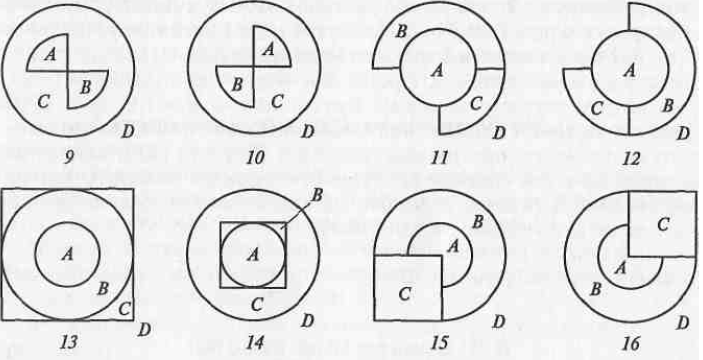 A B C D
9
A B C D
10
B A C D
11
A C B D
12
A B C D
13
B A C D
14
B A C D
15
C A B D
16